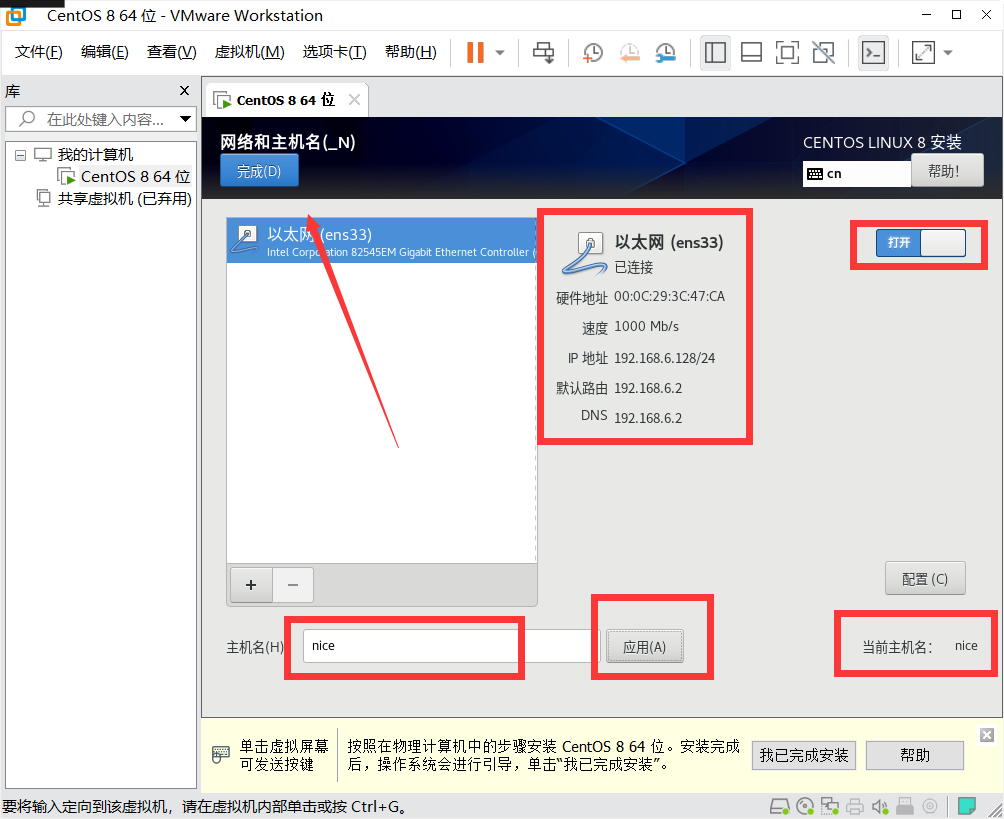 CentOS 8 64 位 - VMware Workstation
文件(F) 编辑(E) 查看(V) 虚拟机(M) 选项卡(T) 帮助(H)
库
在此处键入内容...
我的计算机
CentOS 8 64 位
共享虚拟机 (已弃用)
CentOS 8 64 位
网络和主机名(_N)
完成(D)
CENTOS LINUX 8 安装
cn
帮助!
以太网 (ens33)
Intel Corporation 82545EM Gigabit Ethernet Controller (
以太网 (ens33)
已连接
硬件地址 00:0C:29:3C:47:CA
速度 1000 Mb/s
IP 地址 192.168.6.128/24
默认路由 192.168.6.2
DNS 192.168.6.2
打开
+ −
配置 (C)
主机名(H) nice 应用(A)
当前主机名: nice
单击虚拟屏幕
可发送按键
按照在物理计算机中的步骤安装 CentOS 8 64 位。安装完成
后，操作系统会进行引导，单击“我已完成安装”。
我已完成安装 帮助
要将输入定向到该虚拟机，请在虚拟机内部单击或按 Ctrl+G。